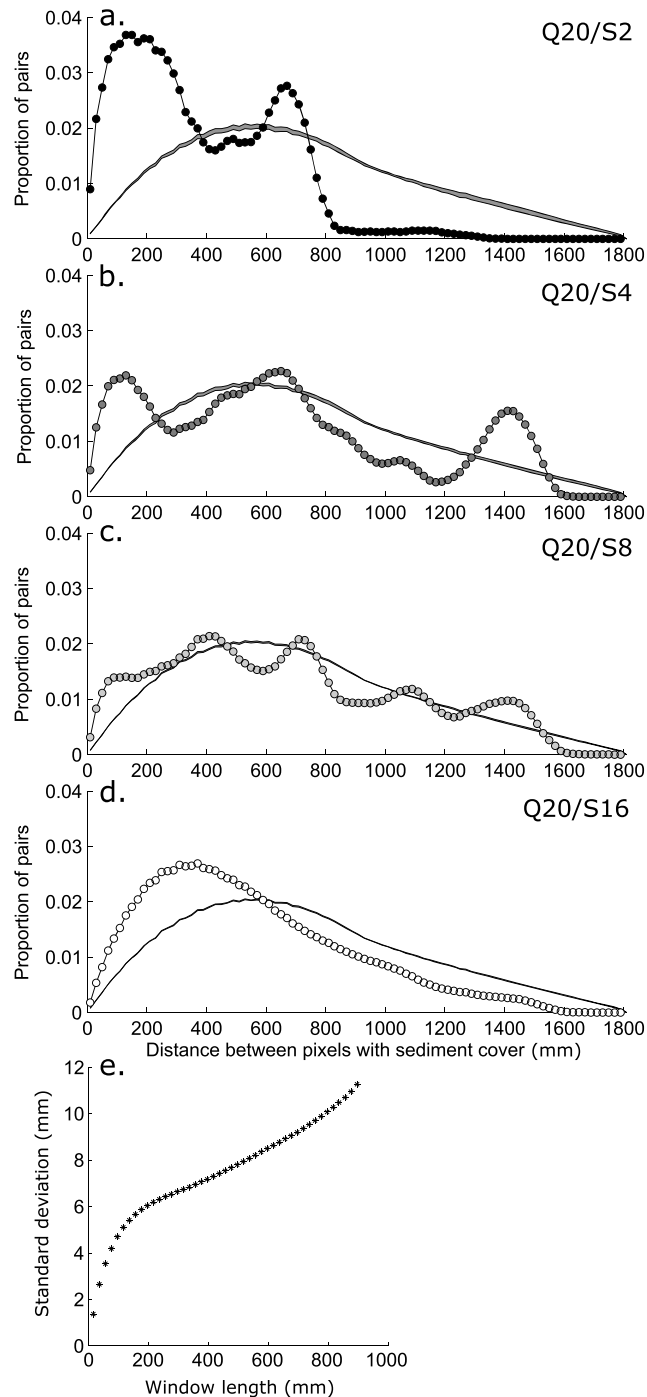 a.
Q20/S2
Proportion of pairs
0.04
0.03
0.02
0.01
0
0 200 400 600 800 1000 1200 1400 1600 1800
b.
Q20/S4
Proportion of pairs
0.04
0.03
0.02
0.01
0
0 200 400 600 800 1000 1200 1400 1600 1800
c.
Q20/S8
Proportion of pairs
0.04
0.03
0.02
0.01
0
0 200 400 600 800 1000 1200 1400 1600 1800
d.
Q20/S16
Proportion of pairs
0.04
0.03
0.02
0.01
0
0 200 400 600 800 1000 1200 1400 1600 1800
Distance between pixels with sediment cover (mm)
e.
Standard deviation (mm)
12
10
8
6
4
2
0
0 200 400 600 800 1000
Window length (mm)